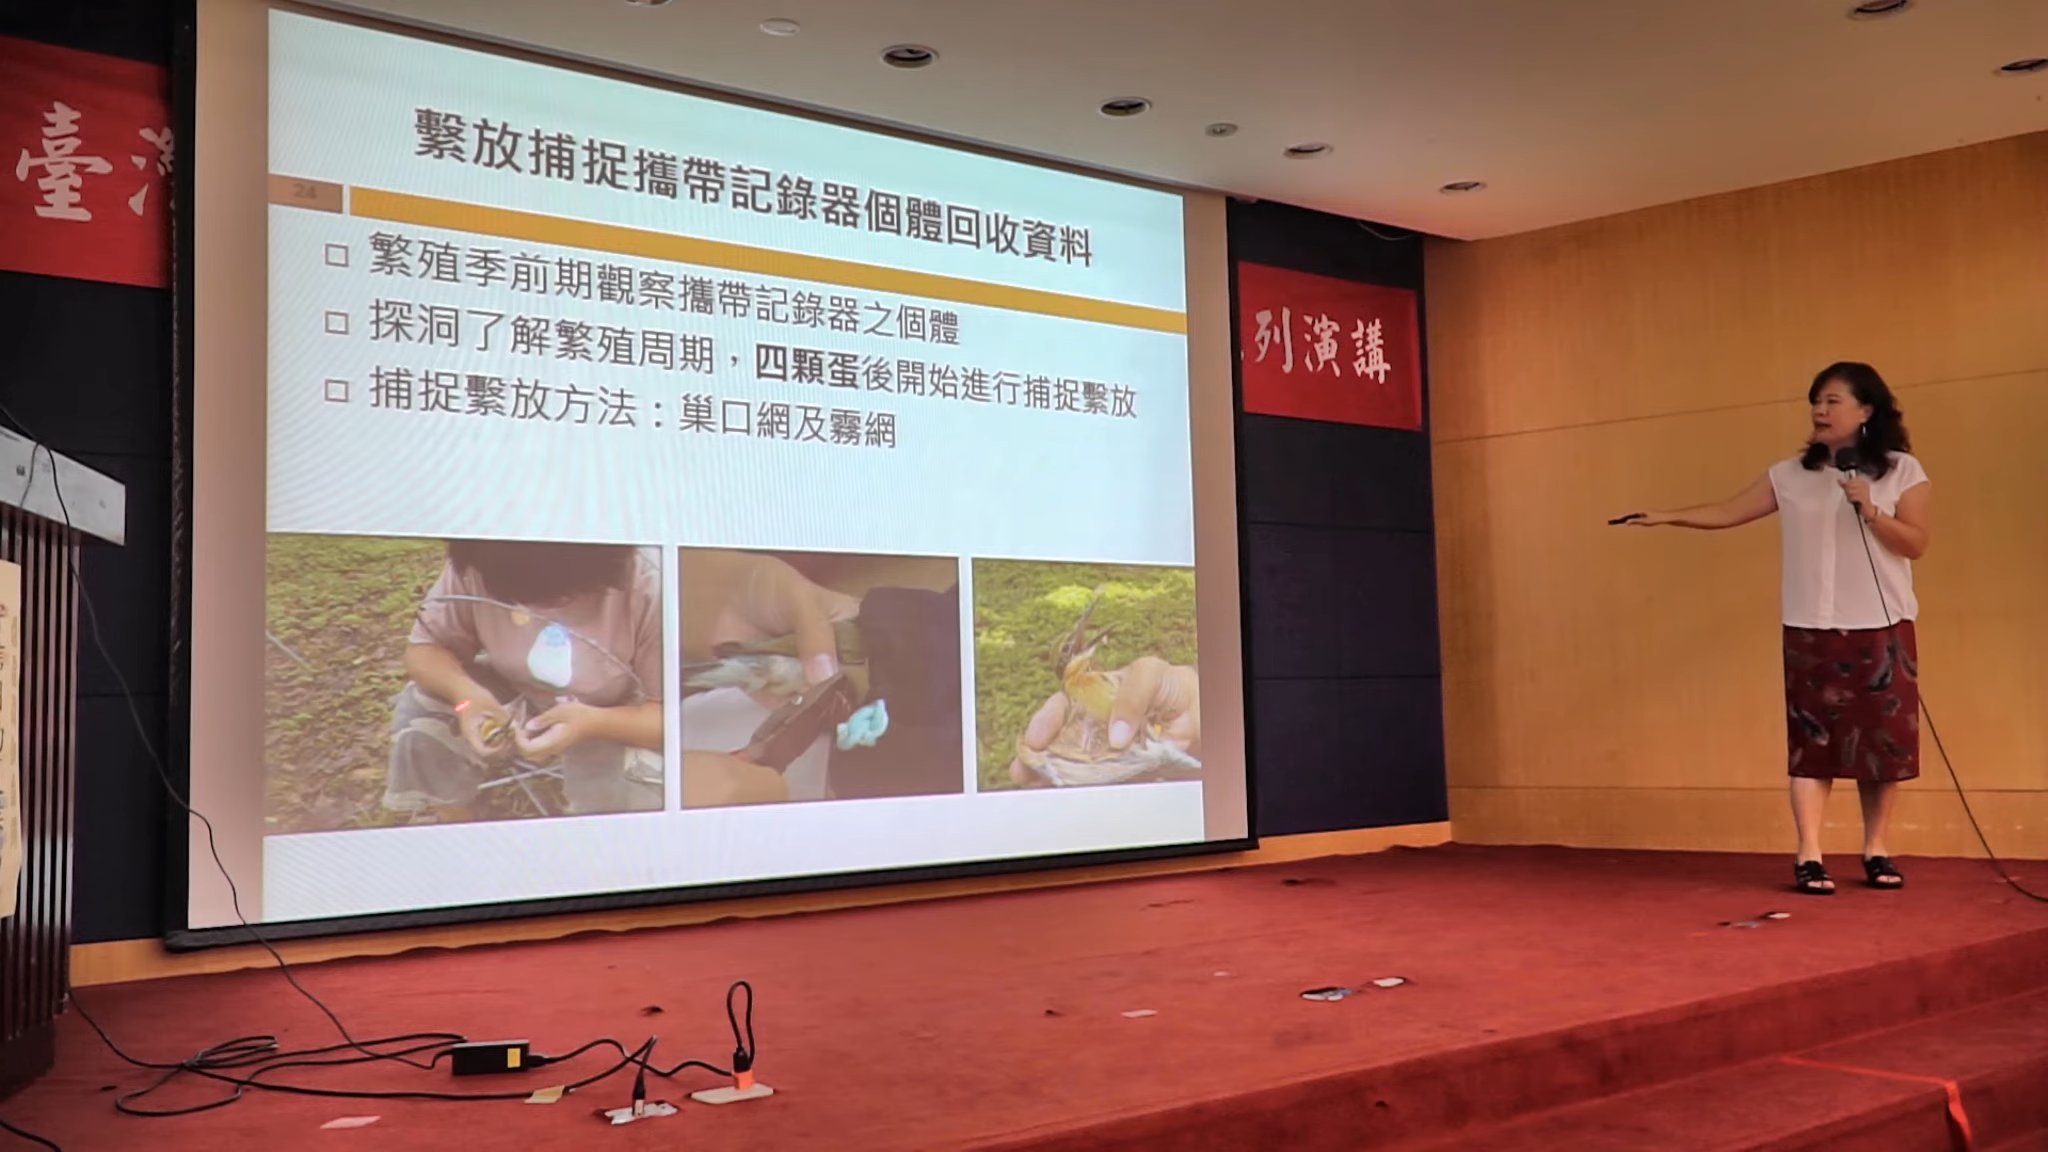 臺灣
繫放捕捉攜帶記錄器個體回收資料
24
□ 繁殖季前期觀察攜帶記錄器之個體
□ 探洞了解繁殖周期，四顆蛋後開始進行捕捉繫放
□ 捕捉繫放方法：巢口網及霧網
列演講